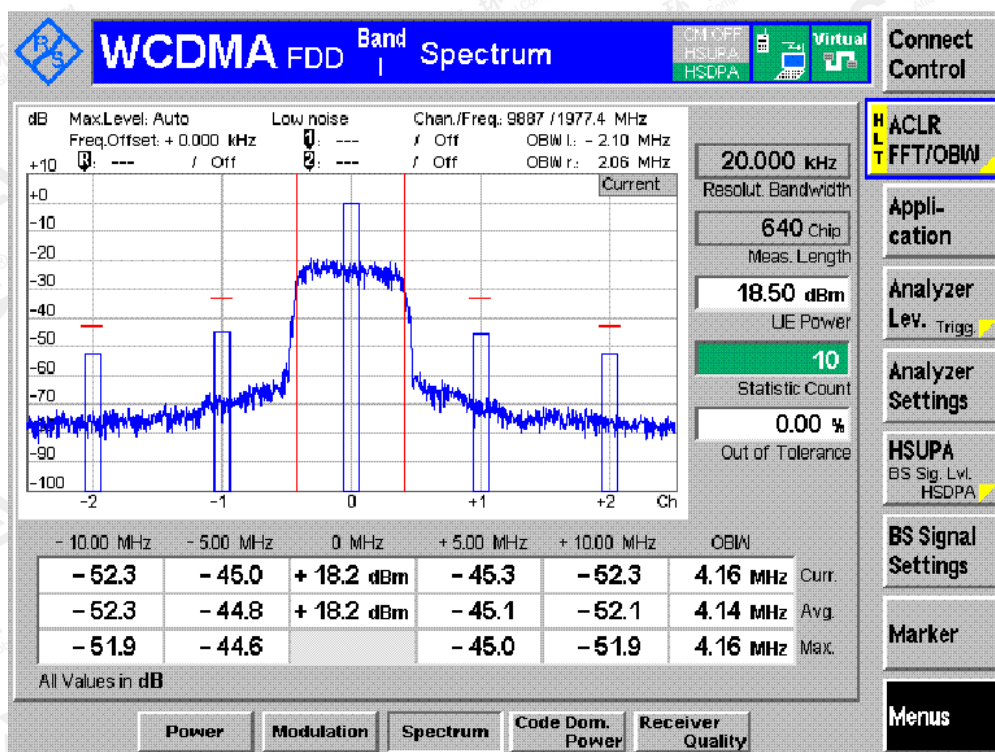 R S
WCDMA FDD Band I Spectrum
CM OFF
HSUPA
HSDPA
Virtual
Connect Control
dB Max.Level: Auto Low noise Chan./Freq.: 9887 / 1977.4 MHz
Freq.Offset: + 0.000 kHz 1: --- / Off OBW l.: - 2.10 MHz
R: --- / Off 2: --- / Off OBW r.: 2.06 MHz
Current
+10
+0
-10
-20
-30
-40
-50
-60
-70
-80
-90
-100
-2 -1 0 +1 +2 Ch
20.000 kHz
Resolut. Bandwidth
640 Chip
Meas. Length
18.50 dBm
UE Power
10
Statistic Count
0.00 %
Out of Tolerance
- 10.00 MHz - 5.00 MHz 0 MHz + 5.00 MHz + 10.00 MHz OBW
- 52.3 - 45.0 + 18.2 dBm - 45.3 - 52.3 4.16 MHz Curr.
- 52.3 - 44.8 + 18.2 dBm - 45.1 - 52.1 4.14 MHz Avg.
- 51.9 - 44.6 - 45.0 - 51.9 4.16 MHz Max.
All Values in dB
HLT
ACLR
FFT/OBW
Appli-
cation
Analyzer
Lev. Trigg.
Analyzer
Settings
HSUPA
BS Sig. Lvl.
HSDPA
BS Signal
Settings
Marker
Menus
Power
Modulation
Spectrum
Code Dom.
Power
Receiver
Quality